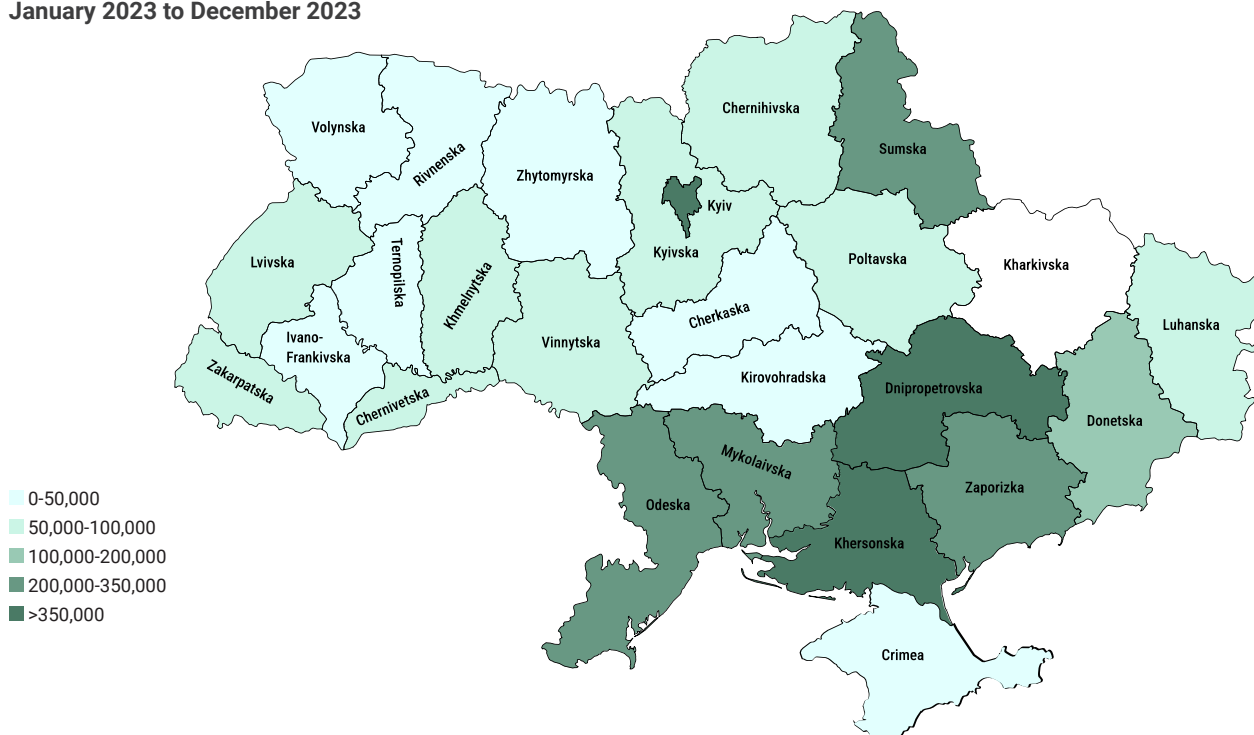 January 2023 to December 2023
Chernihivska
Volynska
Sumska
Rivnenska
Zhytomyrska
Kyiv
Kyivska
Lvivska
Ternopilska
Khmelnytska
Poltavska
Kharkivska
Cherkaska
Luhanska
Ivano-
Frankivska
Vinnytska
Zakarpatska
Chernivetska
Kirovohradska
Dnipropetrovska
Donetska
Mykolaivska
Zaporizka
Odeska
Khersonska
Crimea
0-50,000
50,000-100,000
100,000-200,000
200,000-350,000
>350,000